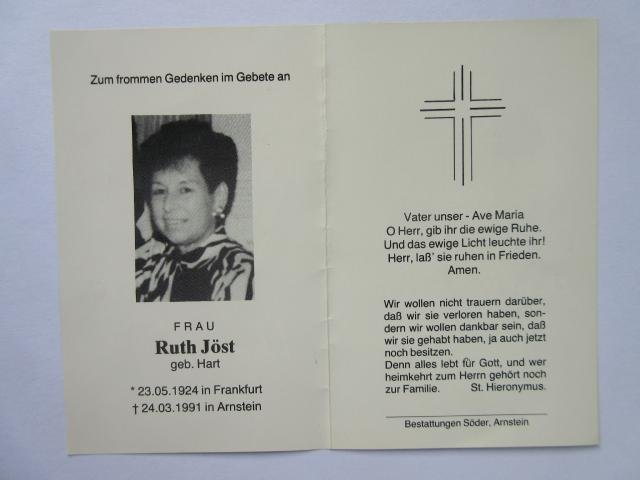 Zum frommen Gedenken im Gebete an
FRAU
Ruth Jöst
geb. Hart
* 23.05.1924 in Frankfurt
† 24.03.1991 in Arnstein
Vater unser - Ave Maria
O Herr, gib ihr die ewige Ruhe.
Und das ewige Licht leuchte ihr!
Herr, laß' sie ruhen in Frieden.
Amen.
Wir wollen nicht trauern darüber,
daß wir sie verloren haben, son-
dern wir wollen dankbar sein, daß
wir sie gehabt haben, ja auch jetzt
noch besitzen.
Denn alles lebt für Gott, und wer
heimkehrt zum Herrn gehört noch
zur Familie. St. Hieronymus.
Bestattungen Söder, Arnstein